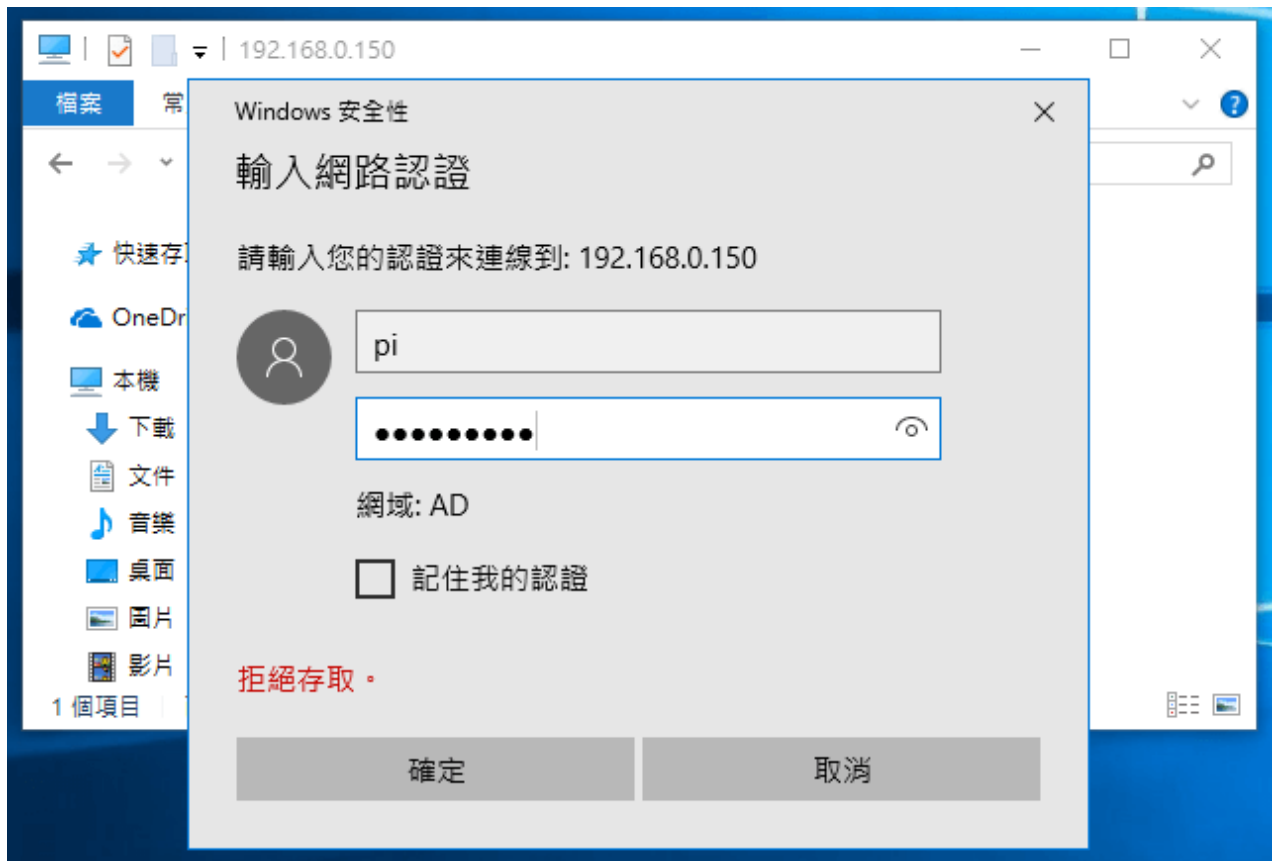 192.168.0.150
檔案
常
Windows 安全性
輸入網路認證
請輸入您的認證來連線到: 192.168.0.150
快速存
OneDr
pi
本機
下載
文件
網域: AD
音樂
桌面
記住我的認證
圖片
影片
拒絕存取。
1 個項目
確定
取消